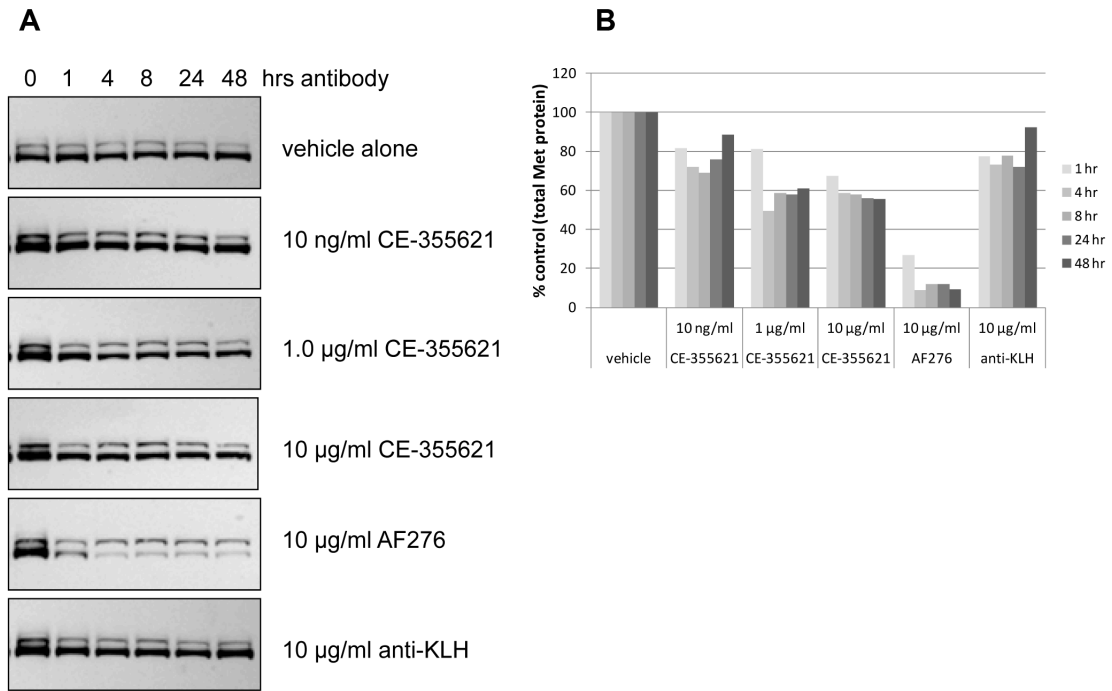 A
0 1 4 8 24 48 hrs antibody
vehicle alone
10 ng/ml CE-355621
1.0 µg/ml CE-355621
10 µg/ml CE-355621
10 µg/ml AF276
10 µg/ml anti-KLH
B
% control (total Met protein)
120
100
80
60
40
20
0
10 ng/ml 1 µg/ml 10 µg/ml 10 µg/ml 10 µg/ml
vehicle CE-355621 CE-355621 CE-355621 AF276 anti-KLH
1 hr
4 hr
8 hr
24 hr
48 hr